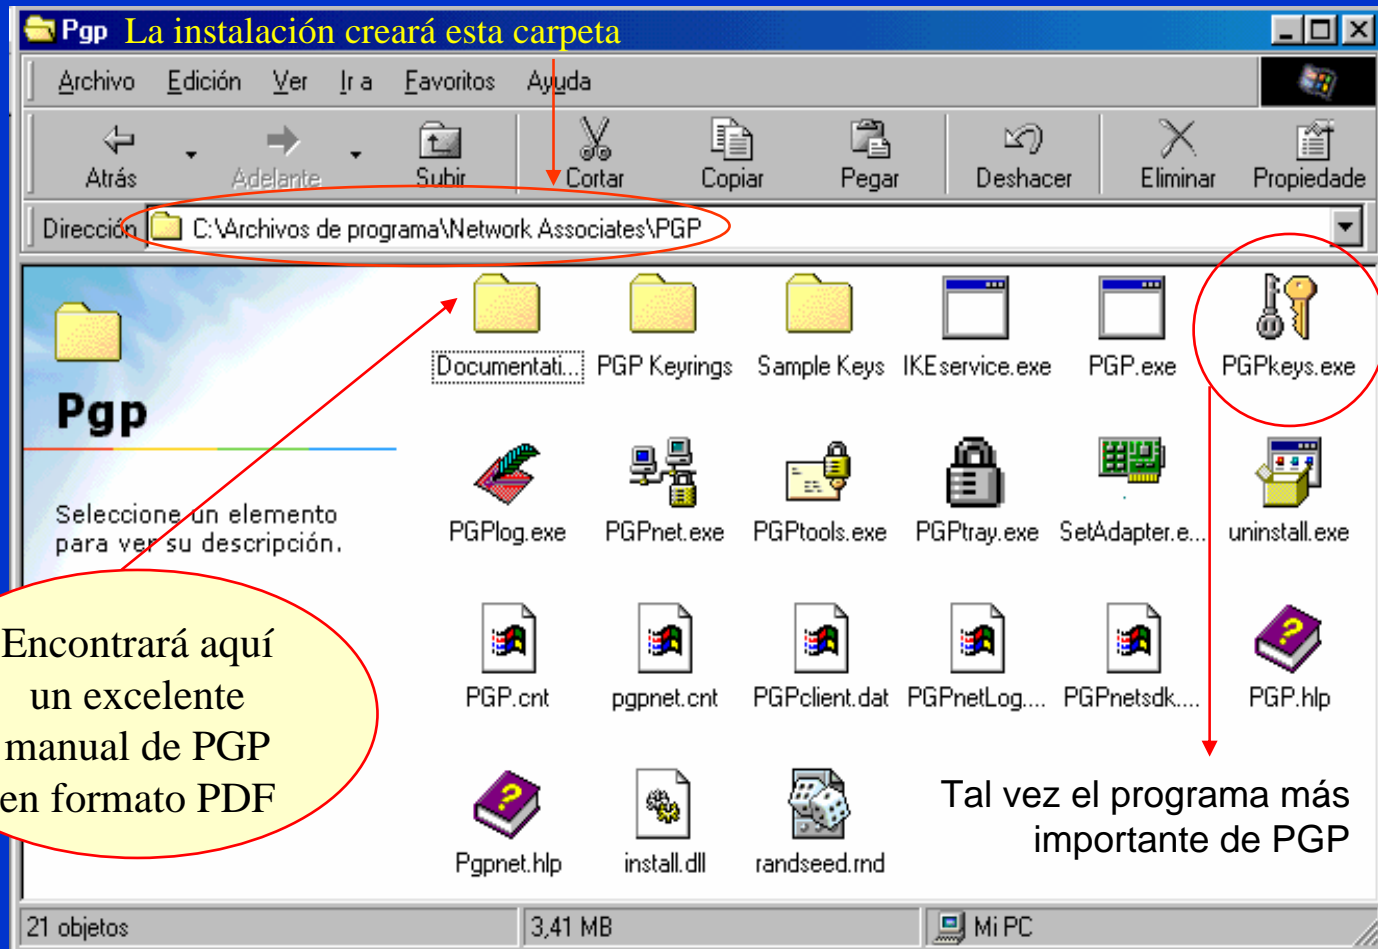 Pgp La instalación creará esta carpeta
Archivo Edición Ver Ir a Favoritos Ayuda
Atrás Adelante Subir Cortar Copiar Pegar Deshacer Eliminar Propiedade
Dirección C:\Archivos de programa\Network Associates\PGP
Pgp
Seleccione un elemento
para ver su descripción.
Documentati... PGP Keyrings Sample Keys IKEservice.exe PGP.exe PGPkeys.exe
PGPlog.exe PGPnet.exe PGPtools.exe PGPtray.exe SetAdapter.e... uninstall.exe
PGP.cnt pgpnet.cnt PGPclient.dat PGPnetLog.... PGPnetsdk.... PGP.hlp
Pgpnet.hlp install.dll randseed.rnd
Encontrará aquí
un excelente
manual de PGP
en formato PDF
Tal vez el programa más
importante de PGP
21 objetos 3,41 MB Mi PC